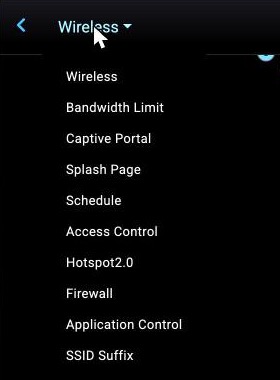 Wireless
Wireless
Bandwidth Limit
Captive Portal
Splash Page
Schedule
Access Control
Hotspot2.0
Firewall
Application Control
SSID Suffix